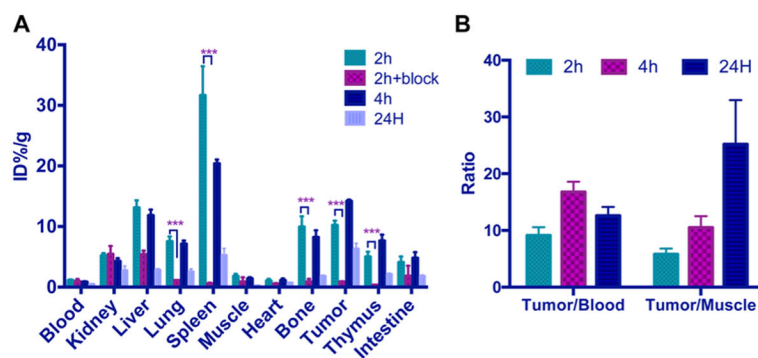 A
B
40
30
20
10
0
ID%/g
***
***
***
***
***
2h
2h+block
4h
24H
Blood
Kidney
Liver
Lung
Spleen
Muscle
Heart
Bone
Tumor
Thymus
Intestine
2h
4h
24H
40
30
20
10
0
Ratio
Tumor/Blood
Tumor/Muscle